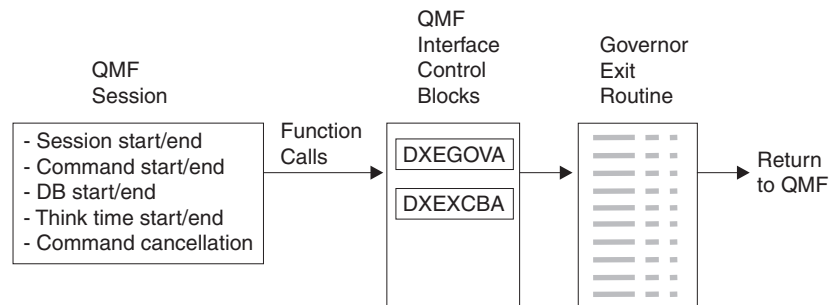 QMF
Session
- Session start/end
- Command start/end
- DB start/end
- Think time start/end
- Command cancellation
Function
Calls
QMF
Interface
Control
Blocks
DXEGOVA
DXEXCBA
Governor
Exit
Routine
Return
to QMF